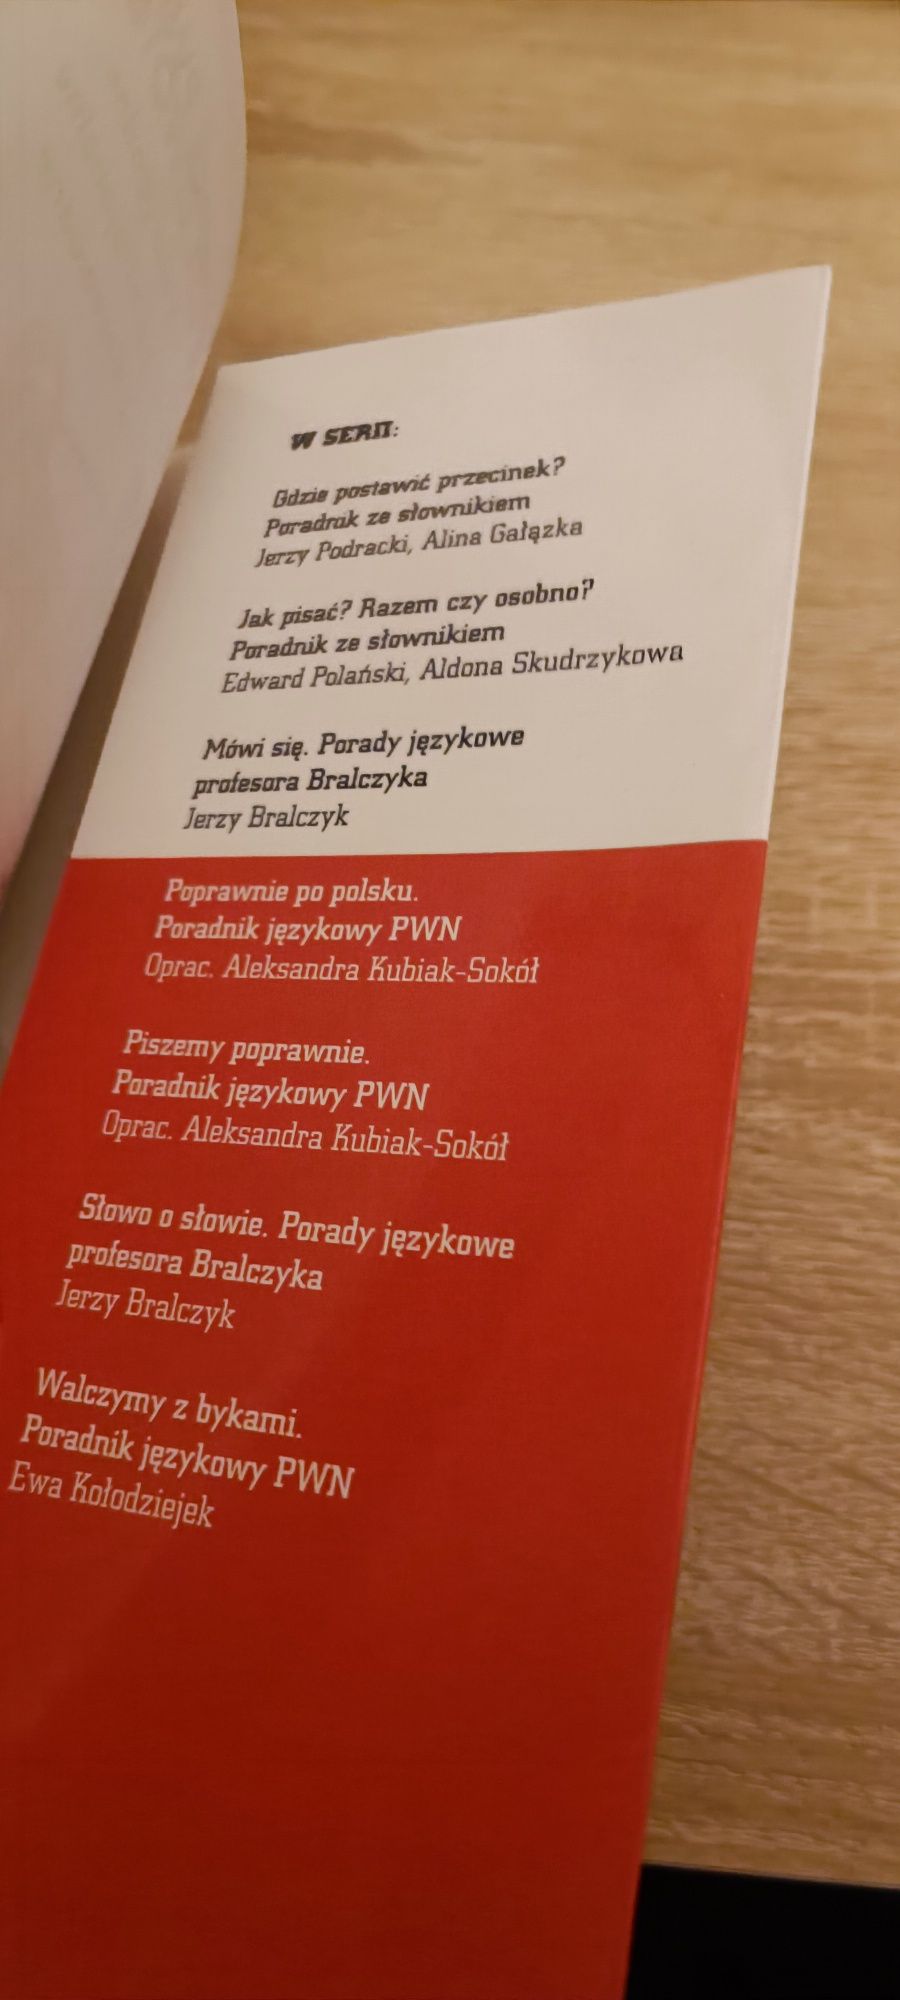 W SERII:
Gdzie postawić przecinek?
Poradnik ze słownikiem
Jerzy Podracki, Alina Gałązka
Jak pisać? Razem czy osobno?
Poradnik ze słownikiem
Edward Polański, Aldona Skudrzykowa
Mówi się. Porady językowe
profesora Bralczyka
Jerzy Bralczyk
Poprawnie po polsku.
Poradnik językowy PWN
Oprac. Aleksandra Kubiak-Sokół
Piszemy poprawnie.
Poradnik językowy PWN
Oprac. Aleksandra Kubiak-Sokół
Słowo o słowie. Porady językowe
profesora Bralczyka
Jerzy Bralczyk
Walczymy z bykami.
Poradnik językowy PWN
Ewa Kołodziejek